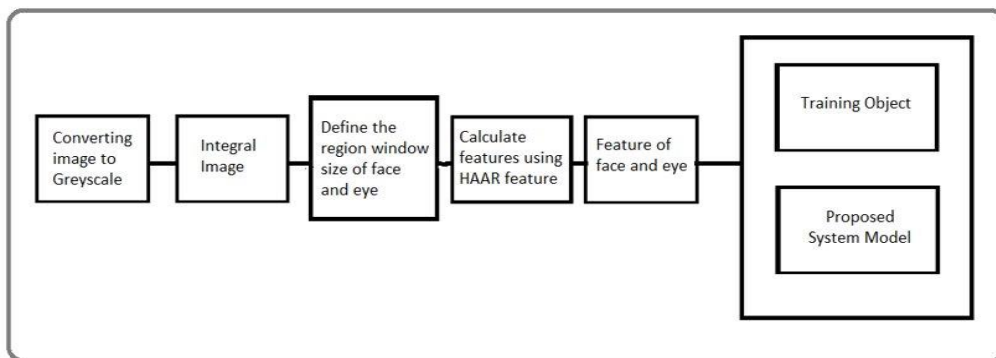 Converting
image to
Greyscale
Integral
Image
Define the
region window
size of face
and eye
Calculate
features using
HAAR feature
Feature of
face and eye
Training Object
Proposed
System Model